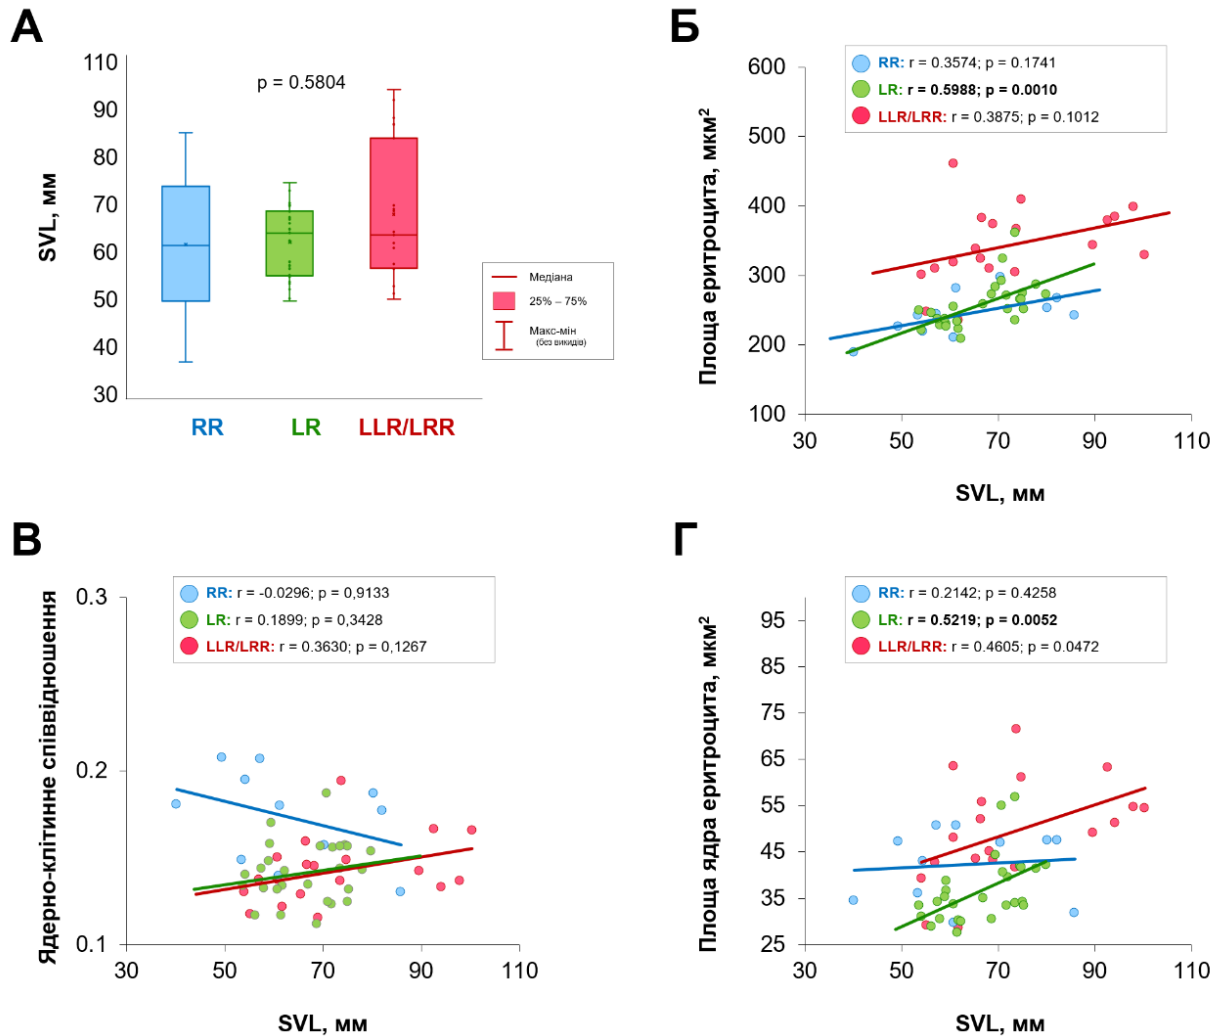 А
SVL, мм
110
100
90
80
70
60
50
40
30
p = 0.5804
RR
LR
LLR/LRR
Медіана
25% – 75%
Макс-мін
(без викидів)
Б
Площа еритроцита, мкм²
600
500
400
300
200
100
RR: r = 0.3574; p = 0.1741
LR: r = 0.5988; p = 0.0010
LLR/LRR: r = 0.3875; p = 0.1012
30
50
70
90
110
SVL, мм
В
Ядерно-клітинне співвідношення
0.3
0.2
0.1
RR: r = -0.0296; p = 0,9133
LR: r = 0.1899; p = 0,3428
LLR/LRR: r = 0.3630; p = 0,1267
30
50
70
90
110
SVL, мм
Г
Площа ядра еритроцита, мкм²
95
85
75
65
55
45
35
25
RR: r = 0.2142; p = 0.4258
LR: r = 0.5219; p = 0.0052
LLR/LRR: r = 0.4605; p = 0.0472
30
50
70
90
110
SVL, мм